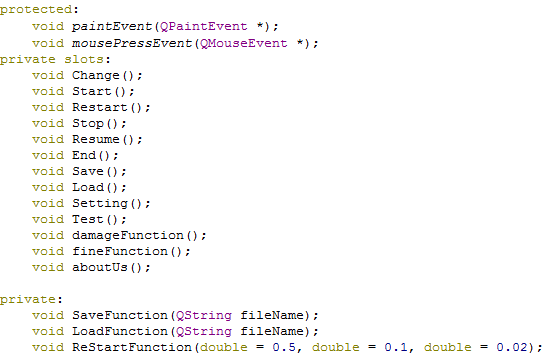 protected:
    void paintEvent(QPaintEvent *);
    void mousePressEvent(QMouseEvent *);
private slots:
    void Change();
    void Start();
    void Restart();
    void Stop();
    void Resume();
    void End();
    void Save();
    void Load();
    void Setting();
    void Test();
    void damageFunction();
    void fineFunction();
    void aboutUs();

private:
    void SaveFunction(QString fileName);
    void LoadFunction(QString fileName);
    void ReStartFunction(double = 0.5, double = 0.1, double = 0.02);